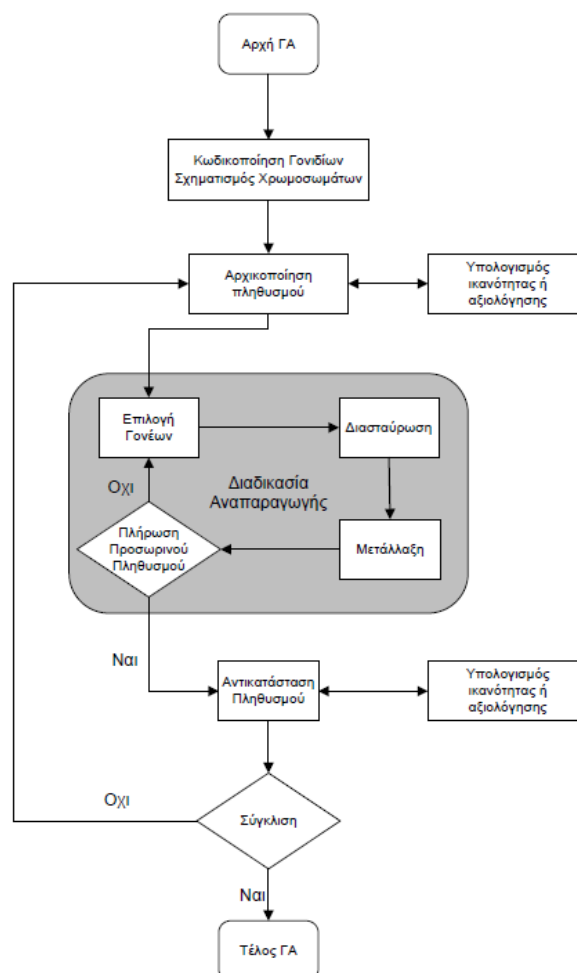 Αρχή ΓΑ
Κωδικοποίηση Γονιδίων
Σχηματισμός Χρωμοσωμάτων
Αρχικοποίηση
πληθυσμού
Υπολογισμός
ικανότητας ή
αξιολόγησης
Επιλογή
Γονέων
Διασταύρωση
Οχι
Διαδικασία
Αναπαραγωγής
Πλήρωση
Προσωρινού
Πληθυσμού
Μετάλλαξη
Ναι
Αντικατάσταση
Πληθυσμού
Υπολογισμός
ικανότητας ή
αξιολόγησης
Οχι
Σύγκλιση
Ναι
Τέλος ΓΑ